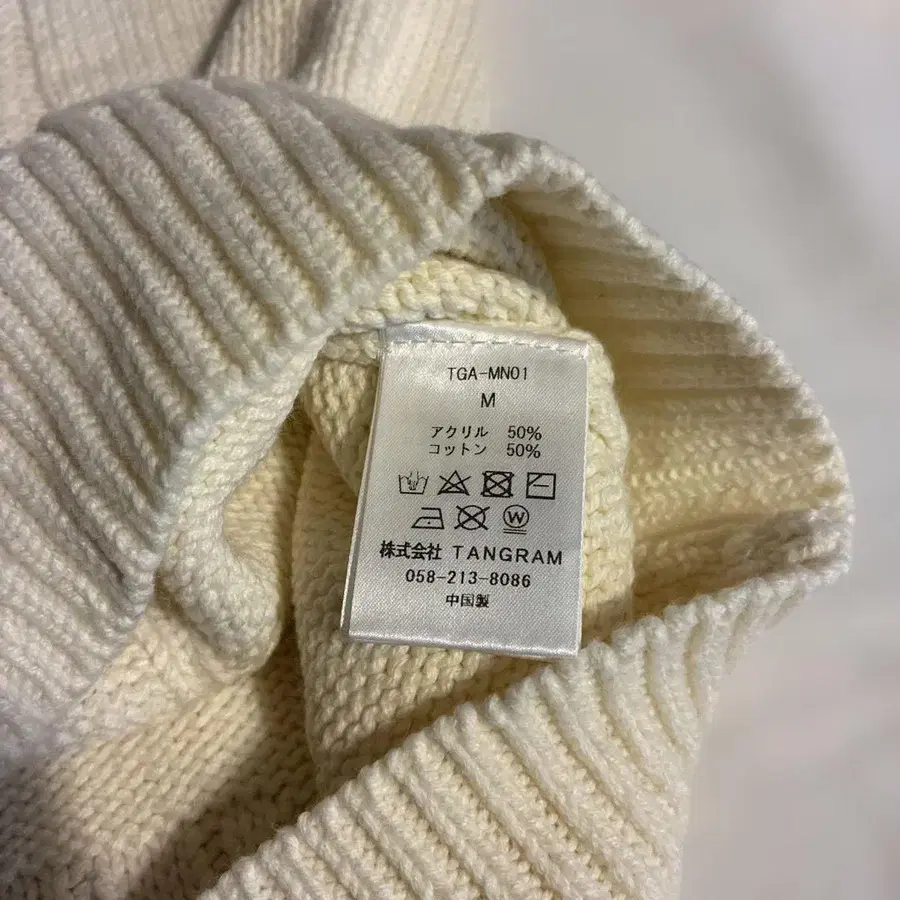 TGA-MN01
M
アクリル 50%
コットン 50%
W
株式会社 TANGRAM
058-213-8086
中国製